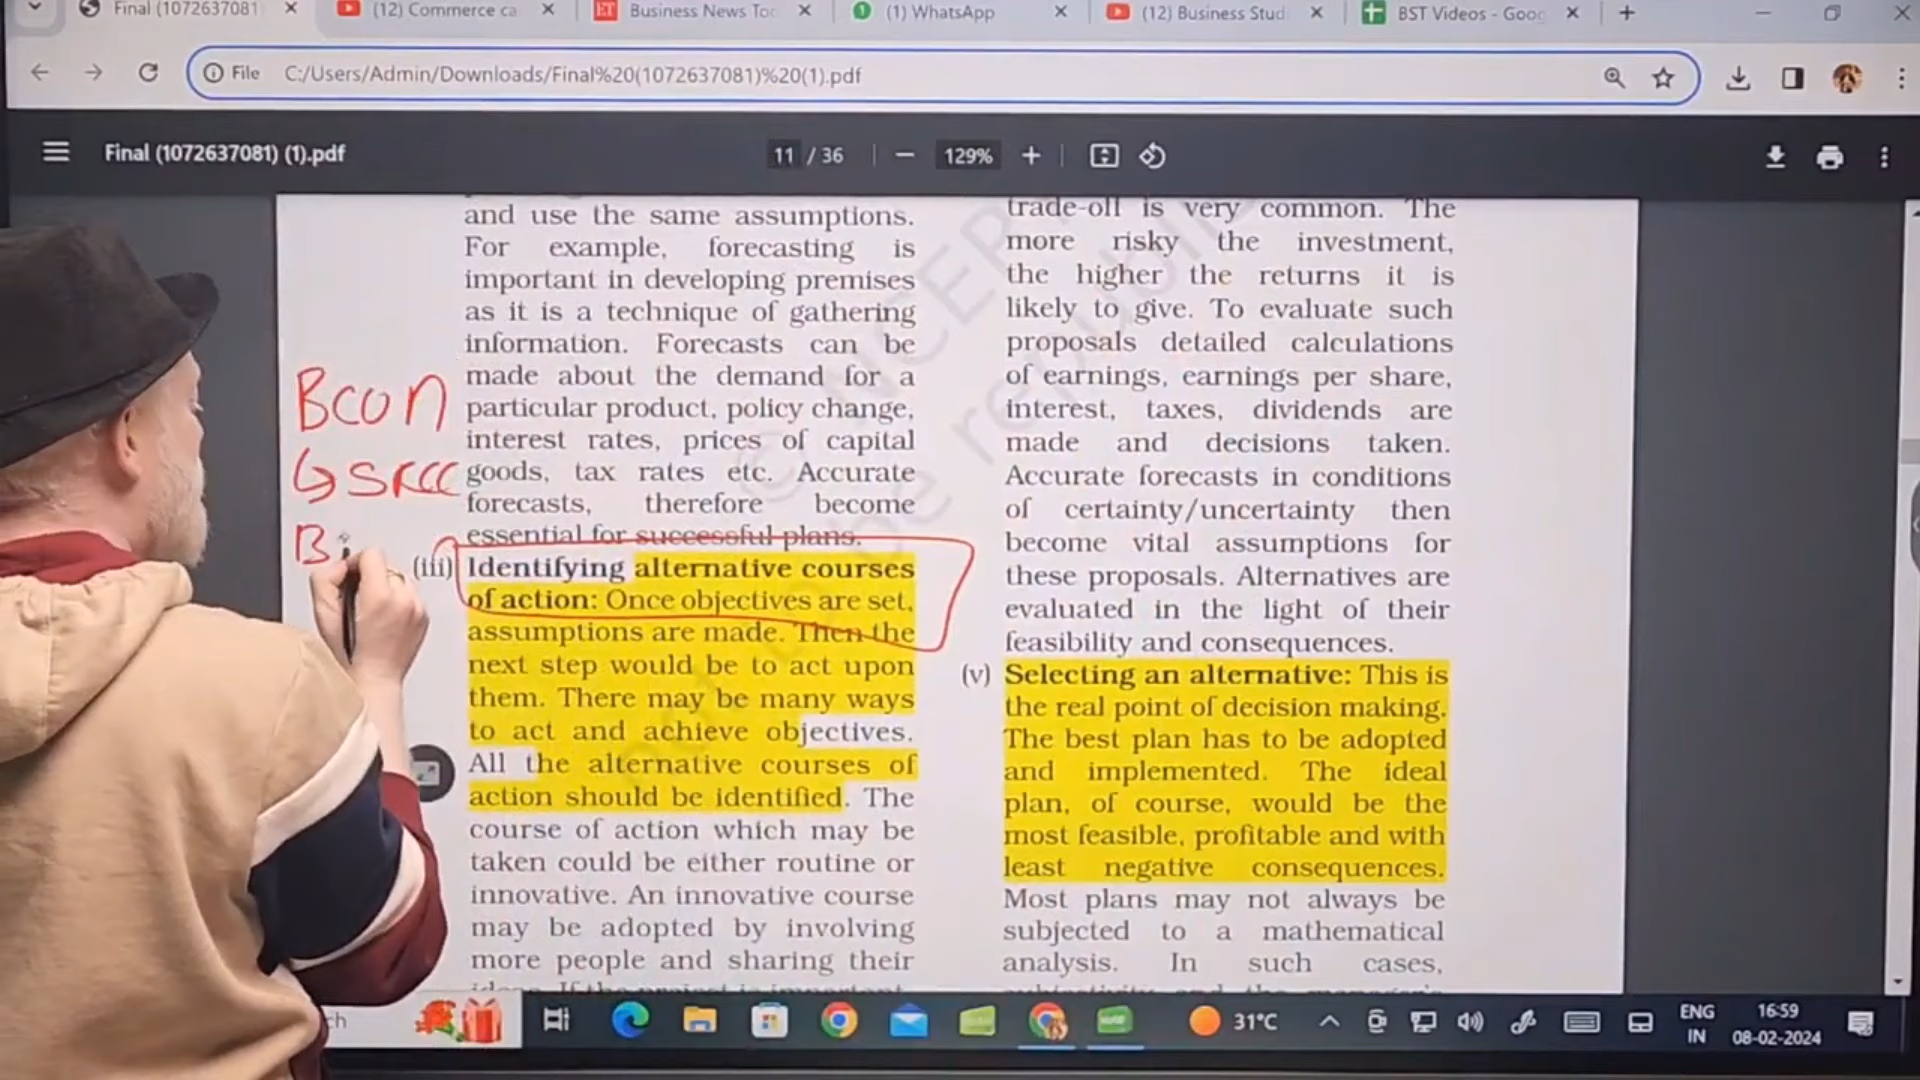 Final (1072637081)
(12) Commerce ca
ET Business News Too
(1) WhatsApp
(12) Business Stud
BST Videos - Goog
File C:/Users/Admin/Downloads/Final%20(1072637081)%20(1).pdf
Final (1072637081) (1).pdf
11 / 36
129%
and use the same assumptions.
For example, forecasting is
important in developing premises
as it is a technique of gathering
information. Forecasts can be
made about the demand for a
particular product, policy change,
interest rates, prices of capital
goods, tax rates etc. Accurate
forecasts, therefore become
essential for successful plans.
(iii) Identifying alternative courses
of action: Once objectives are set,
assumptions are made. Then the
next step would be to act upon
them. There may be many ways
to act and achieve objectives.
All the alternative courses of
action should be identified. The
course of action which may be
taken could be either routine or
innovative. An innovative course
may be adopted by involving
more people and sharing their
trade-off is very common. The
more risky the investment,
the higher the returns it is
likely to give. To evaluate such
proposals detailed calculations
of earnings, earnings per share,
interest, taxes, dividends are
made and decisions taken.
Accurate forecasts in conditions
of certainty/uncertainty then
become vital assumptions for
these proposals. Alternatives are
evaluated in the light of their
feasibility and consequences.
(v) Selecting an alternative: This is
the real point of decision making.
The best plan has to be adopted
and implemented. The ideal
plan, of course, would be the
most feasible, profitable and with
least negative consequences.
Most plans may not always be
subjected to a mathematical
analysis. In such cases,
Bcon
SRCC
B
31°C
ENG
IN
16:59
08-02-2024